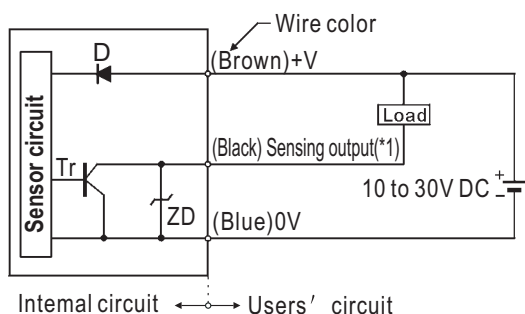 Wire color
D
(Brown)+V
Load
Sensor circuit
(Black) Sensing output(*1)
Tr
+
10 to 30V DC
−
ZD
(Blue)0V
Intemal circuit
Users' circuit